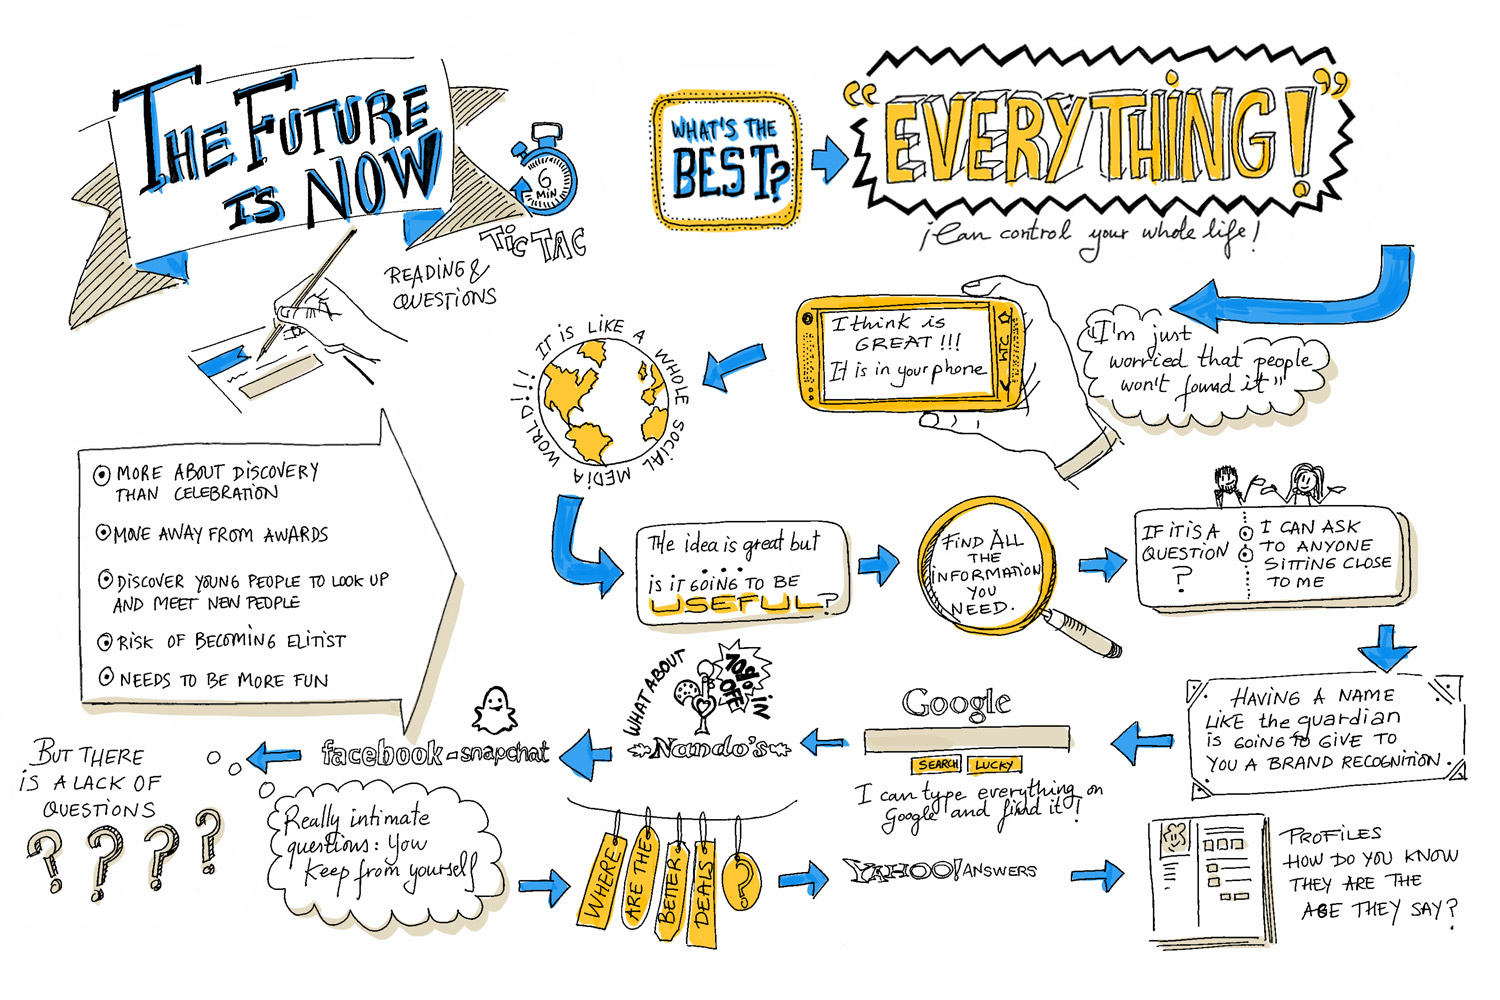 THE FUTURE
IS NOW
6
MIN
TIC TAC
READING &
QUESTIONS
WHAT'S THE
BEST?
“EVERYTHING!”
¡Can control your whole life!
"I'm just
worried that people
won't found it"
I think is
GREAT !!!
It is in your phone
HTC
IT IS LIKE A WHOLE SOCIAL MEDIA WORLD!!!
MORE ABOUT DISCOVERY
THAN CELEBRATION
MOVE AWAY FROM AWARDS
DISCOVER YOUNG PEOPLE TO LOOK UP
AND MEET NEW PEOPLE
RISK OF BECOMING ELITIST
NEEDS TO BE MORE FUN
The idea is great but
...
is IT GOING TO BE
USEFUL?
FIND ALL
THE
INFORMATION
YOU
NEED.
IF IT IS A
QUESTION
?
I CAN ASK
TO ANYONE
SITTING CLOSE
TO ME
HAVING A NAME
LIKE the guardian
IS GOING TO GIVE TO
YOU A BRAND RECOGNITION.
Google
SEARCH
LUCKY
I can type everything on
Google and find it!
WHAT ABOUT
70% IN
OFF
Nando's
facebook - snapchat
BUT THERE
IS A LACK OF
QUESTIONS
? ? ? ?
Really intimate
questions: You
Keep from yourself
WHERE
ARE THE
BETTER
DEALS
?
YAHOO! ANSWERS
PROFILES
HOW DO YOU KNOW
THEY ARE THE
AGE THEY SAY?